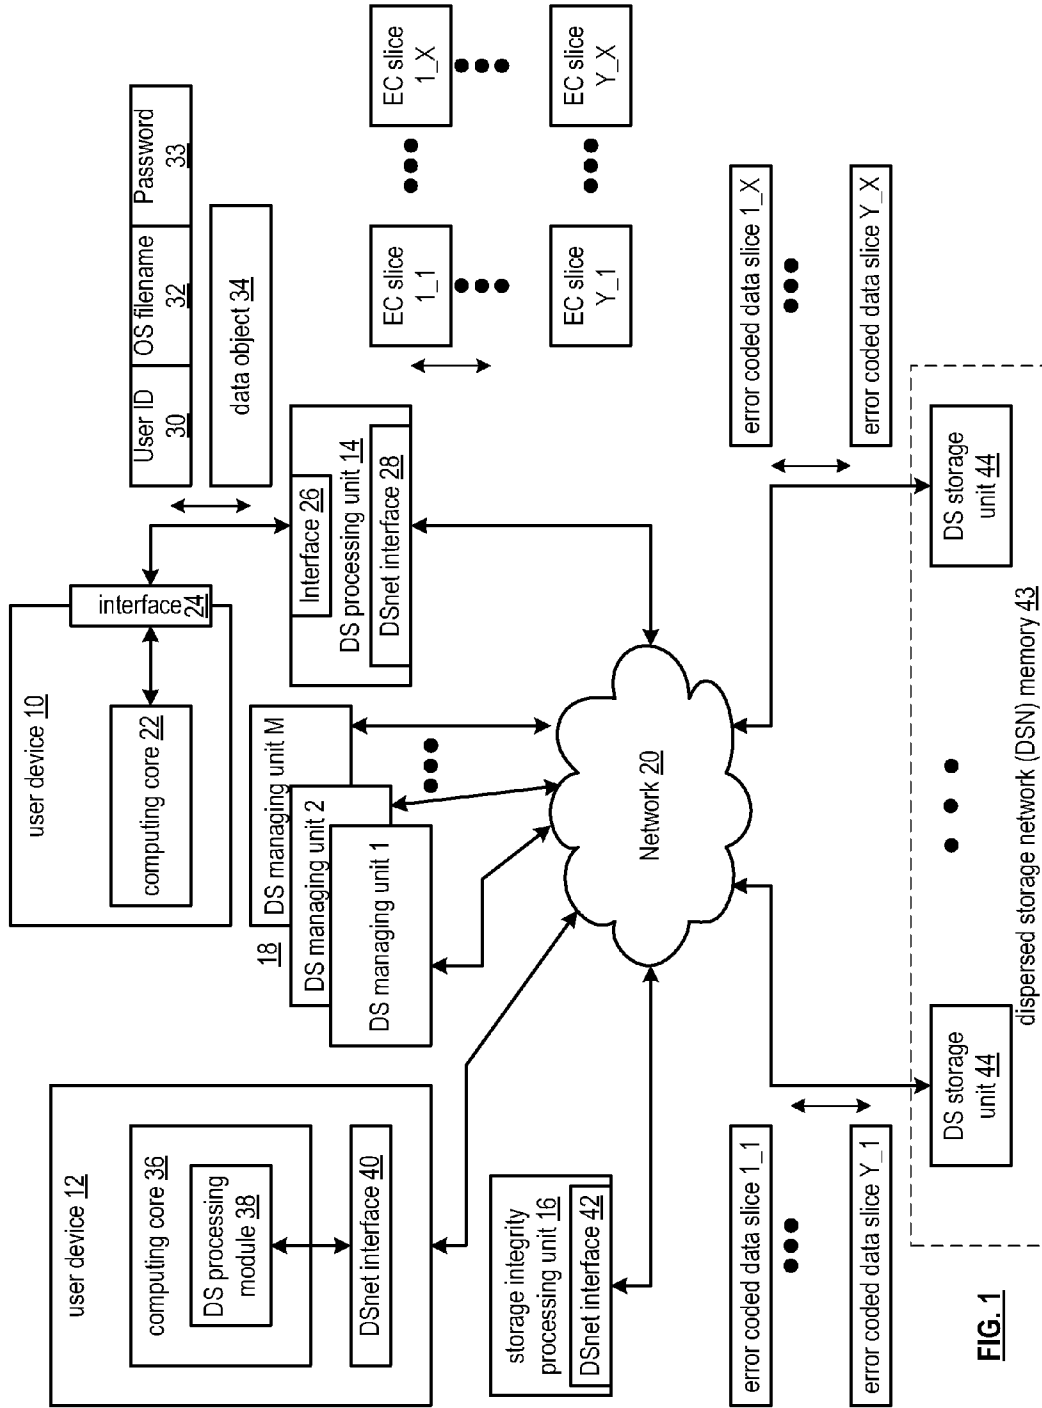 user device 12
computing core 36
DS processing
module 38
DSnet interface 40
user device 10
computing core 22
interface 24
User ID
30
OS filename
32
Password
33
data object 34
18
DS managing unit M
DS managing unit 2
DS managing unit 1
Interface 26
DS processing unit 14
DSnet interface 28
EC slice
1_1
EC slice
1_X
EC slice
Y_1
EC slice
Y_X
storage integrity
processing unit 16
DSnet interface 42
Network 20
error coded data slice 1_1
error coded data slice Y_1
error coded data slice 1_X
error coded data slice Y_X
DS storage
unit 44
DS storage
unit 44
dispersed storage network (DSN) memory 43
FIG. 1